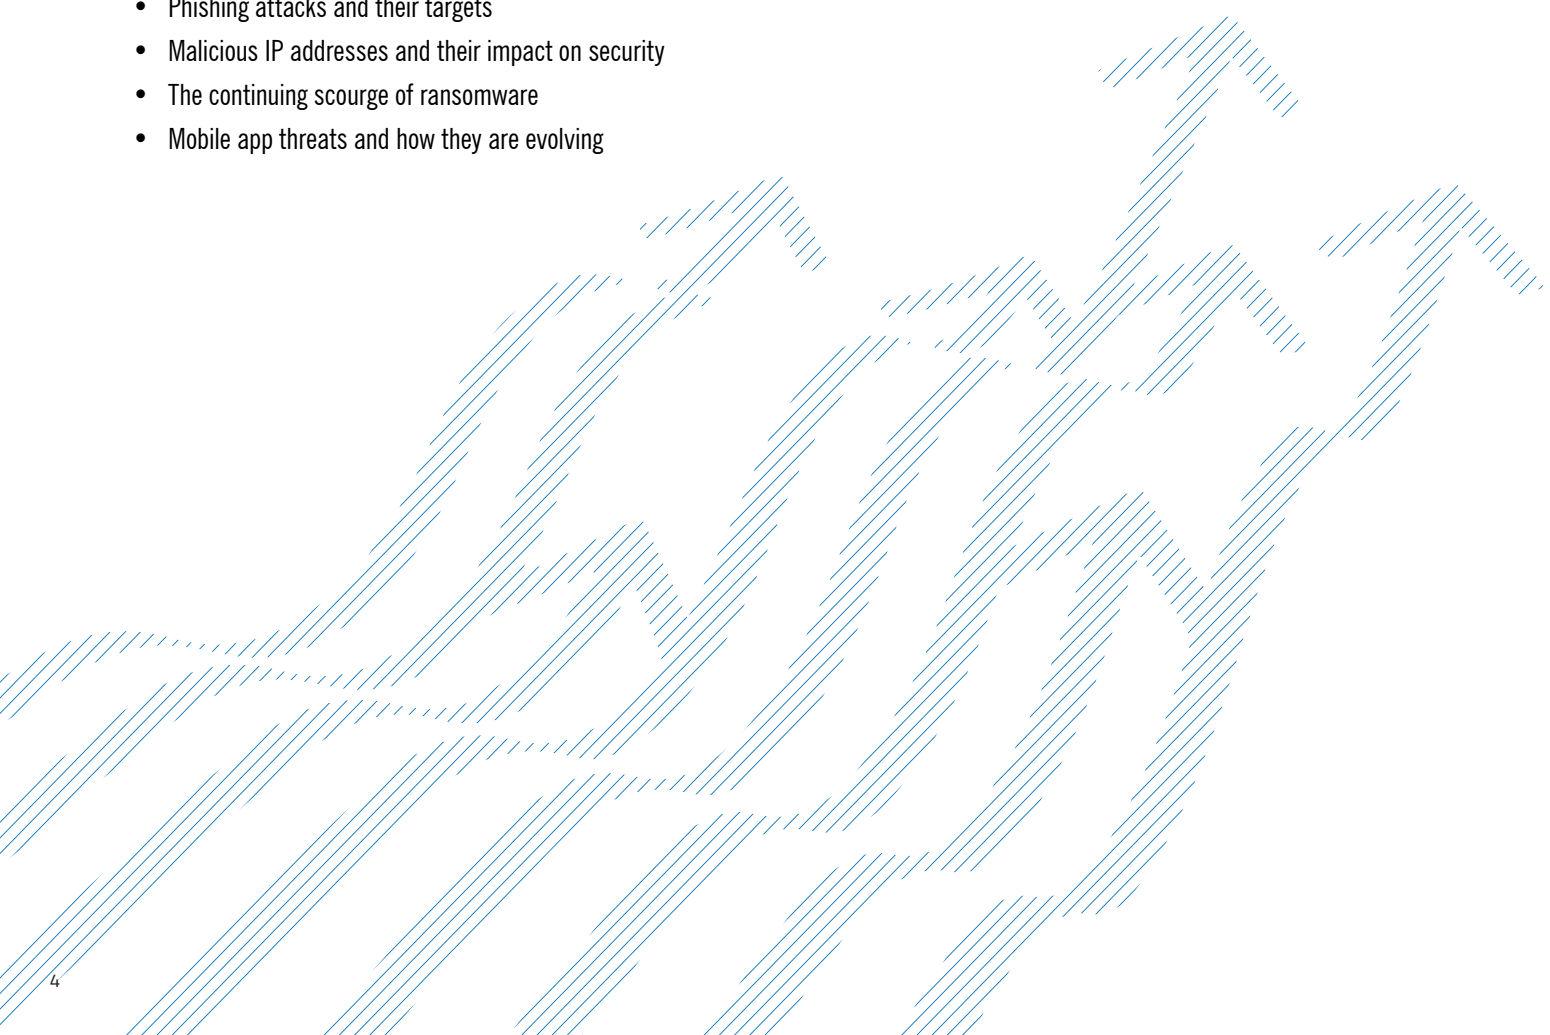 • Phishing attacks and their targets
• Malicious IP addresses and their impact on security
• The continuing scourge of ransomware
• Mobile app threats and how they are evolving
4